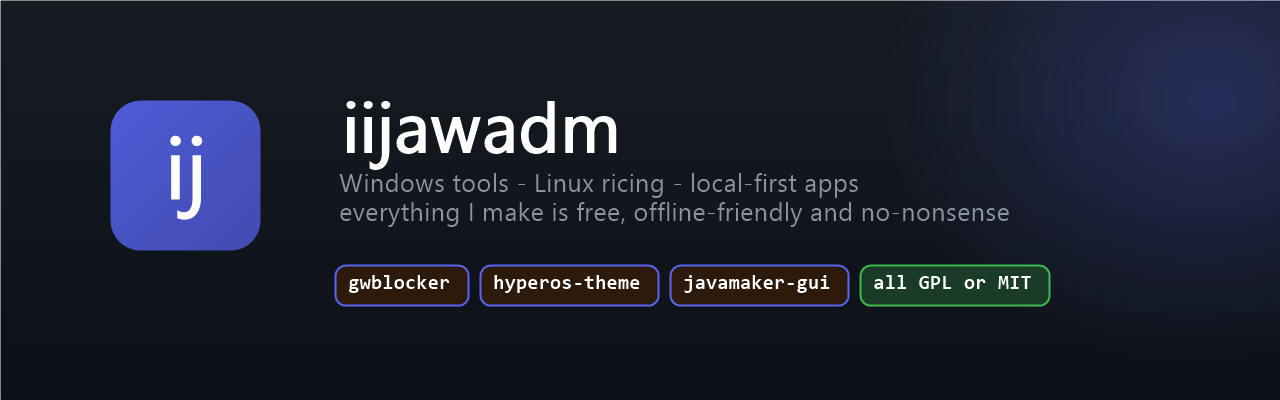 ij
iijawadm
Windows tools - Linux ricing - local-first apps
everything I make is free, offline-friendly and no-nonsense
gwblocker hyperos-theme javamaker-gui all GPL or MIT